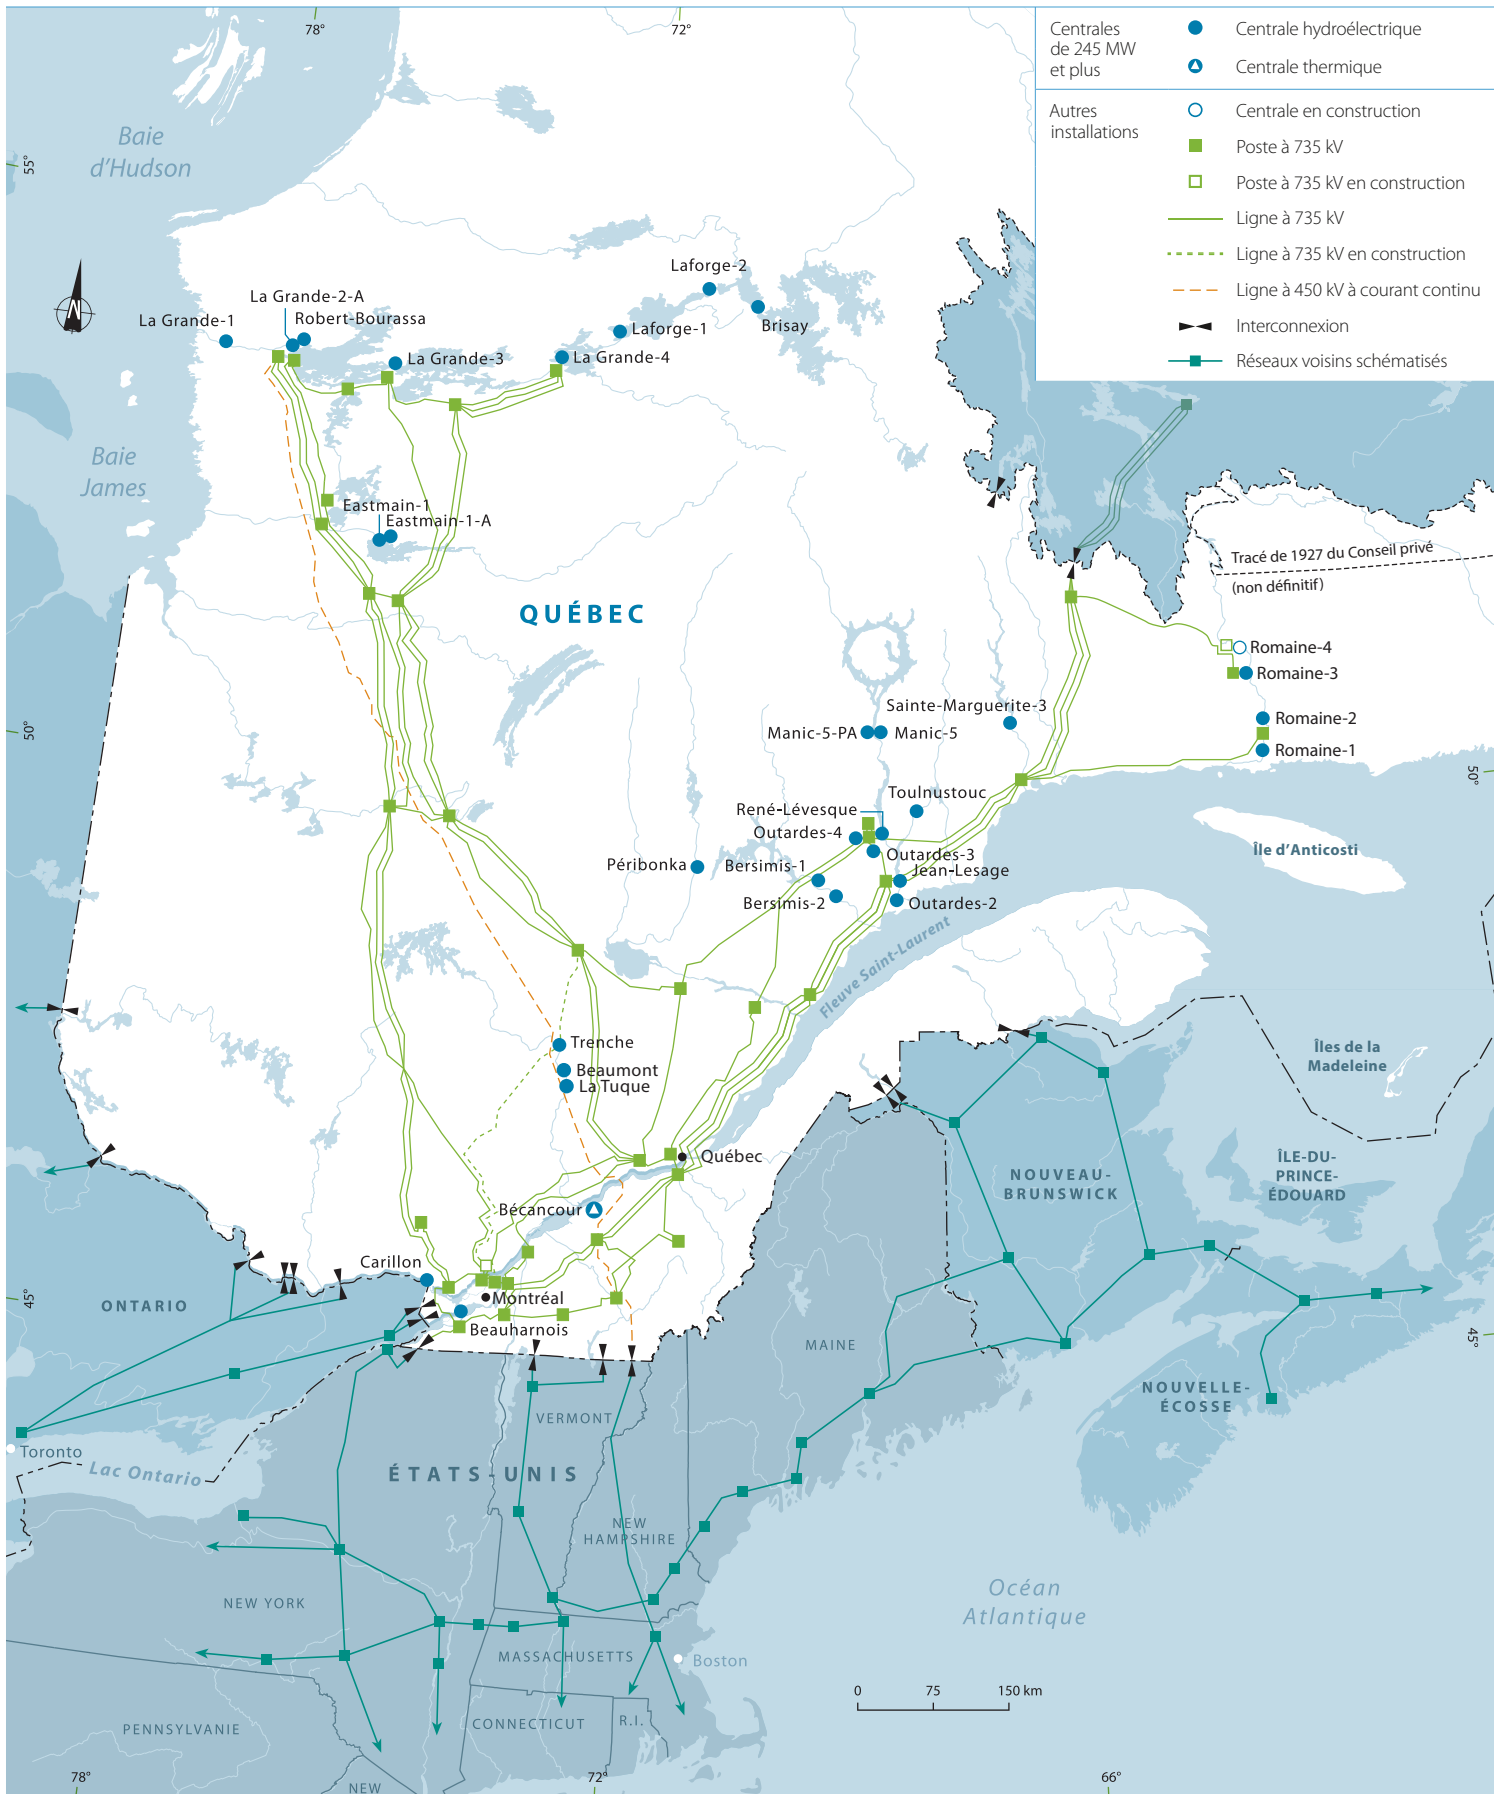 78°
72°
Centrales
de 245 MW
et plus
Centrale hydroélectrique
Centrale thermique
Autres
installations
Centrale en construction
Poste à 735 kV
Poste à 735 kV en construction
Ligne à 735 kV
Ligne à 735 kV en construction
Ligne à 450 kV à courant continu
Interconnexion
Réseaux voisins schématisés
Baie
d'Hudson
55°
N
Laforge-2
La Grande-2-A
Robert-Bourassa
La Grande-1
Laforge-1
Brisay
La Grande-3
La Grande-4
Baie
James
Eastmain-1
Eastmain-1-A
Tracé de 1927 du Conseil privé
(non définitif)
QUÉBEC
Romaine-4
Romaine-3
Sainte-Marguerite-3
Romaine-2
Manic-5-PA
Manic-5
Romaine-1
50°
50°
Toulnustouc
René-Lévesque
Outardes-4
Outardes-3
Île d'Anticosti
Péribonka
Bersimis-1
Jean-Lesage
Bersimis-2
Outardes-2
Fleuve Saint-Laurent
Trenche
Îles de la
Madeleine
Beaumont
La Tuque
Québec
NOUVEAU-
BRUNSWICK
ÎLE-DU-
PRINCE-
ÉDOUARD
Bécancour
Carillon
45°
ONTARIO
Montréal
Beauharnois
MAINE
45°
NOUVELLE-
ÉCOSSE
VERMONT
Toronto
Lac Ontario
ÉTATS-UNIS
NEW
HAMPSHIRE
NEW YORK
Océan
Atlantique
MASSACHUSETTS
Boston
0
75
150 km
PENNSYLVANIE
CONNECTICUT
R.I.
78°
NEW
72°
66°